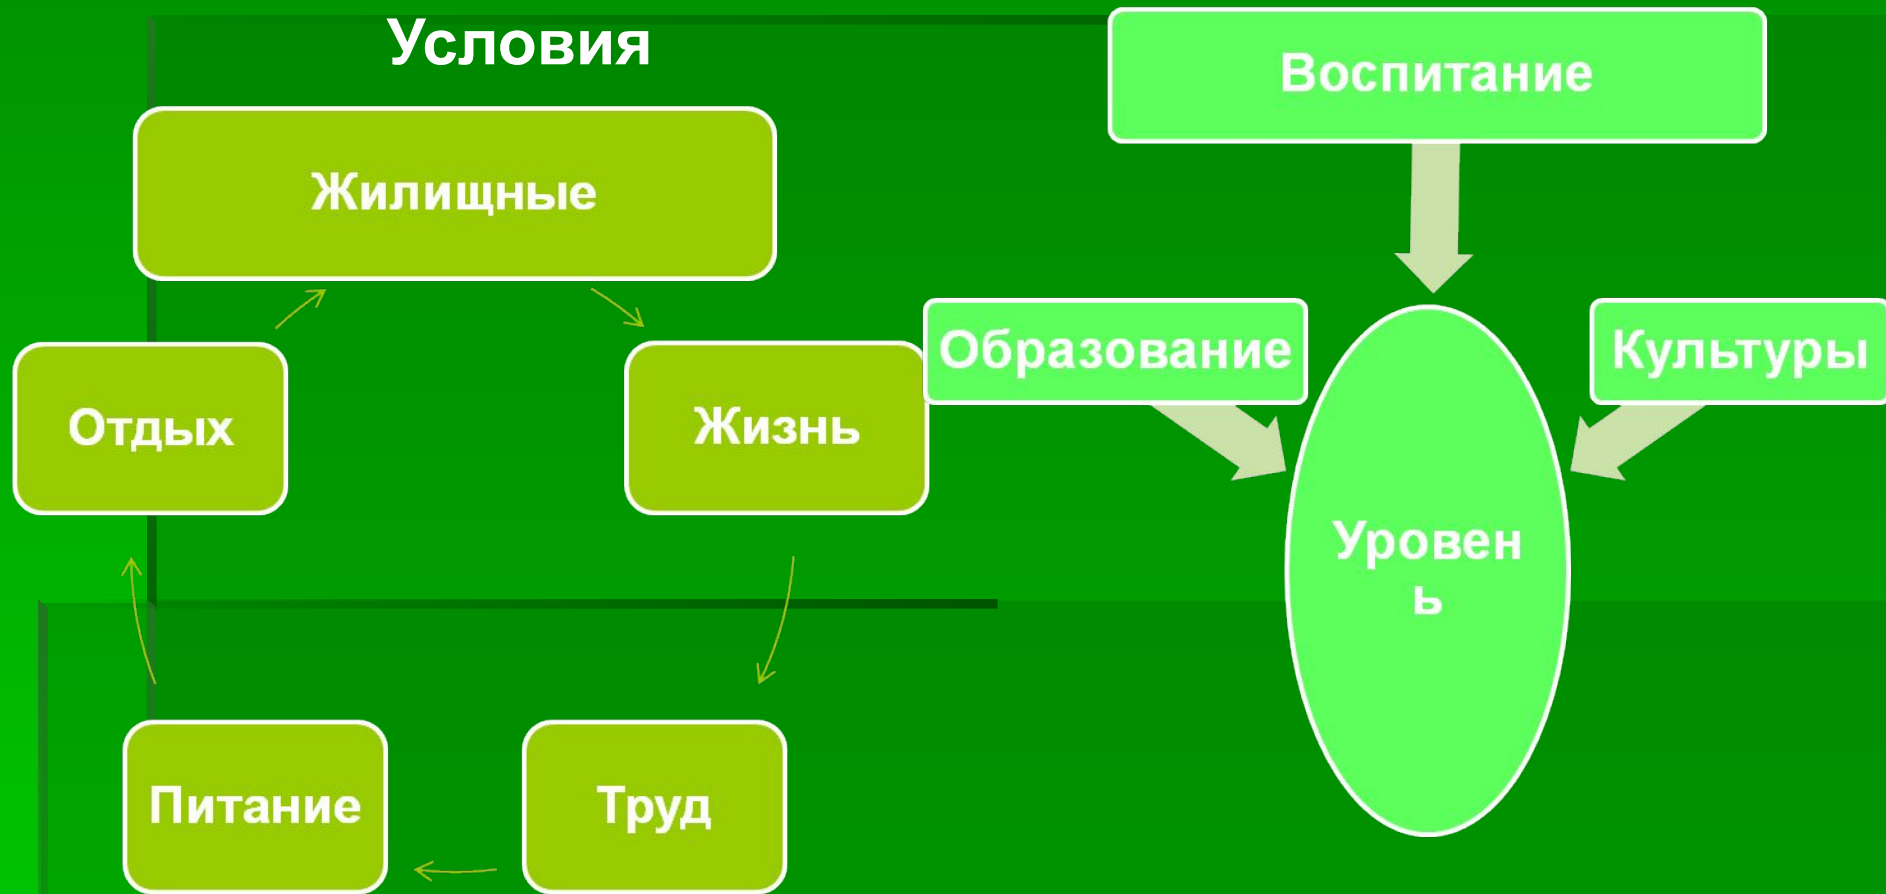 Условия
Жилищные
Жизнь
Труд
Питание
Отдых
Воспитание
Образование
Культуры
Уровен
ь